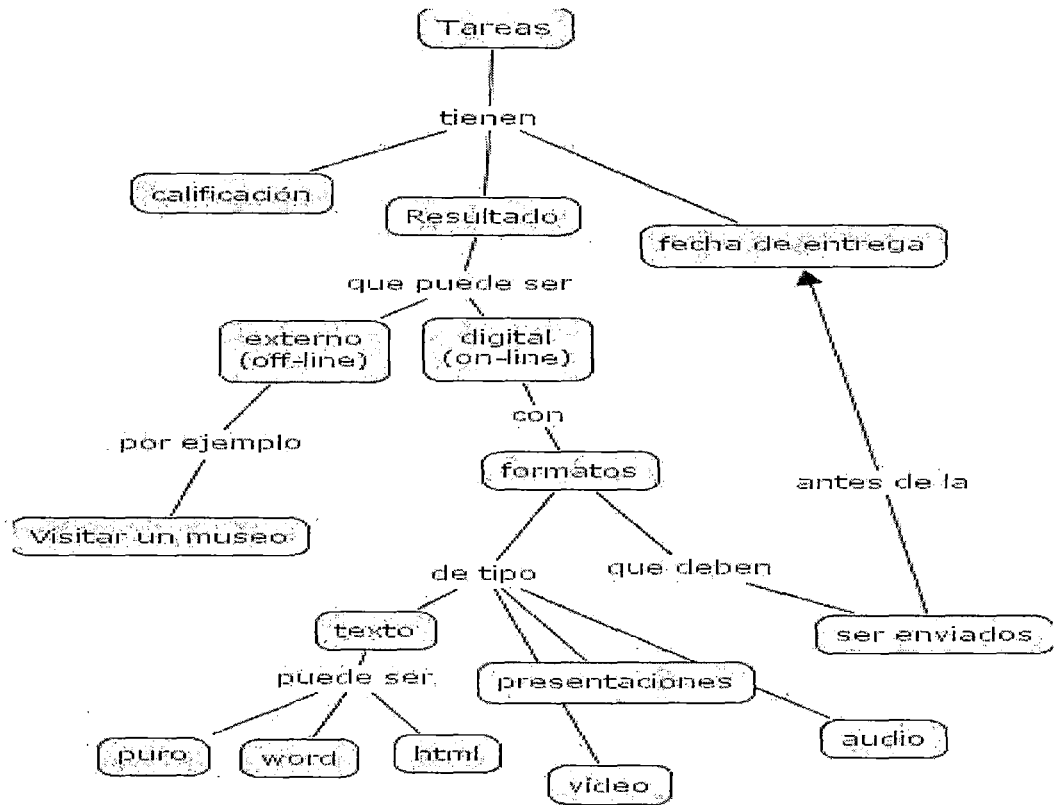 Tareas
tienen
calificación
Resultado
fecha de entrega
que puede ser
externo
(off-line)
digital
(on-line)
con
por ejemplo
formatos
antes de la
Visitar un museo
de tipo
que deben
texto
ser enviados
puede ser
presentaciones
puro
word
html
audio
vídeo